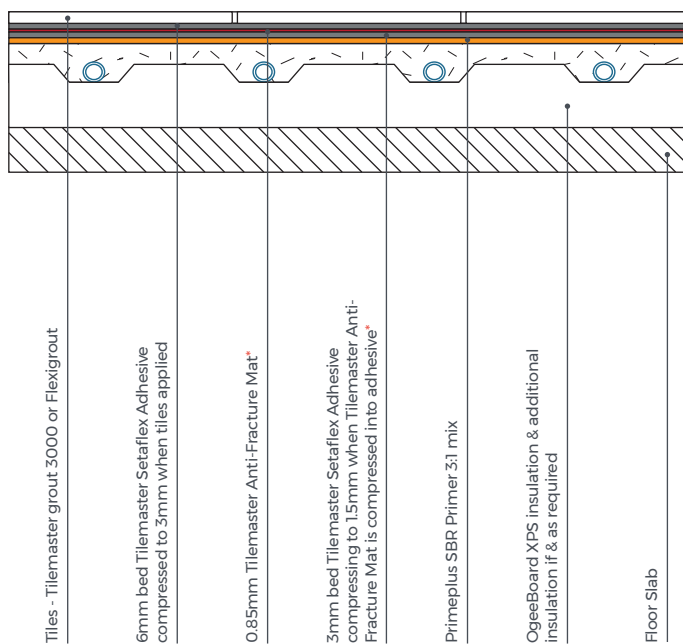 Tiles - Tilemaster grout 3000 or Flexigrout
6mm bed Tilemaster Setaflex Adhesive
compressed to 3mm when tiles applied
0.85mm Tilemaster Anti-Fracture Mat*
3mm bed Tilemaster Setaflex Adhesive
compressing to 1.5mm when Tilemaster Anti-
Fracture Mat is compressed into adhesive*
Primeplus SBR Primer 3:1 mix
OgeeBoard XPS insulation & additional
insulation if & as required
Floor Slab